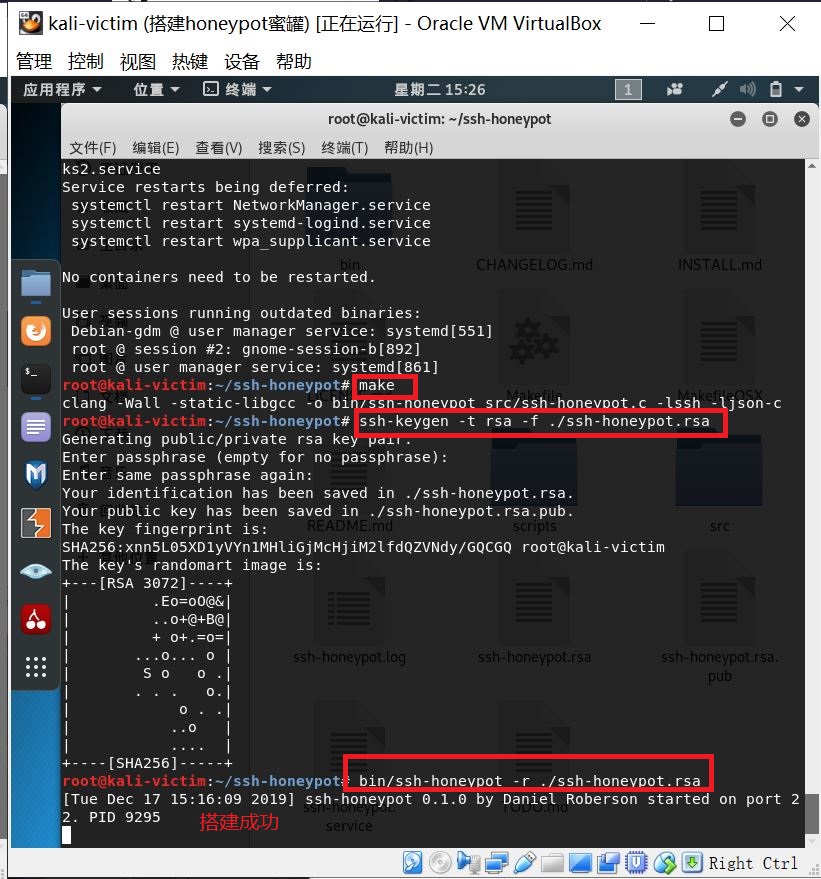 kali-victim (搭建honeypot蜜罐) [正在运行] - Oracle VM VirtualBox
管理 控制 视图 热键 设备 帮助
应用程序 位置 终端 星期二 15:26 1
root@kali-victim: ~/ssh-honeypot
文件(F) 编辑(E) 查看(V) 搜索(S) 终端(T) 帮助(H)
ks2.service
Service restarts being deferred:
systemctl restart NetworkManager.service
systemctl restart systemd-logind.service
systemctl restart wpa_supplicant.service
bin CHANGELOG.md INSTALL.md
No containers need to be restarted.
User sessions running outdated binaries:
Debian-gdm @ user manager service: systemd[551]
root @ session #2: gnome-session-b[892]
root @ user manager service: systemd[861]
root@kali-victim:~/ssh-honeypot# make
Makefile MakefileOSX
clang -Wall -static-libgcc -o bin/ssh-honeypot src/ssh-honeypot.c -lssh -ljson-c
root@kali-victim:~/ssh-honeypot# ssh-keygen -t rsa -f ./ssh-honeypot.rsa
Generating public/private rsa key pair.
Enter passphrase (empty for no passphrase):
Enter same passphrase again:
Your identification has been saved in ./ssh-honeypot.rsa.
Your public key has been saved in ./ssh-honeypot.rsa.pub.
README.md scripts src
The key fingerprint is:
SHA256:xnn5L05XD1yVYn1MHliGjMcHjiM2lfdQZVNdy/GQCGQ root@kali-victim
The key's randomart image is:
+---[RSA 3072]----+
| .Eo=oO@&|
| ..o+@+B@|
| + o+.=o=|
| ...o... o |
| S o o .|
| . . . o.|
| o . .|
| ..o |
| .... |
+----[SHA256]-----+
ssh-honeypot.log ssh-honeypot.rsa ssh-honeypot.rsa.
pub
root@kali-victim:~/ssh-honeypot# bin/ssh-honeypot -r ./ssh-honeypot.rsa
[Tue Dec 17 15:16:09 2019] ssh-honeypot 0.1.0 by Daniel Roberson started on port 2
2. PID 9295
ssh-honeypot.
service
TODO.md
搭建成功
Right Ctrl